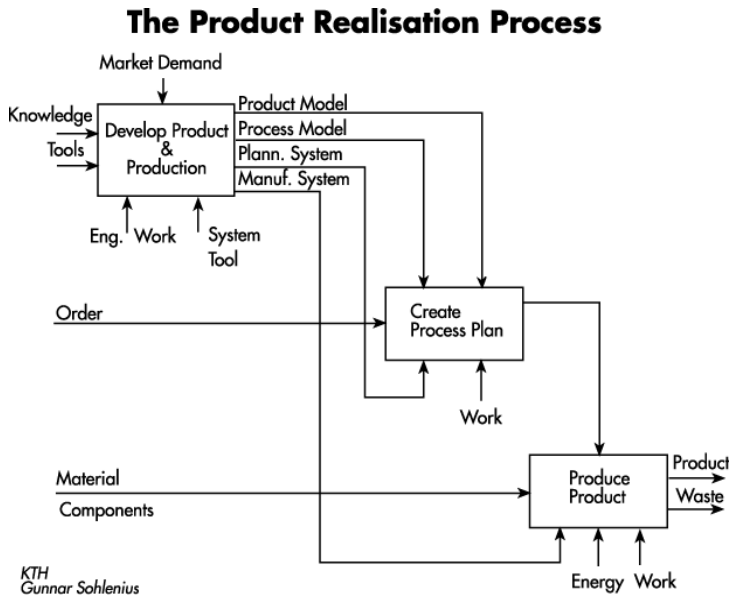 The Product Realisation Process
Market Demand
Knowledge
Tools
Develop Product
&
Production
Product Model
Process Model
Plann. System
Manuf. System
Eng. Work
System
Tool
Order
Create
Process Plan
Work
Material
Components
Produce
Product
Product
Waste
Energy Work
KTH
Gunnar Sohlenius